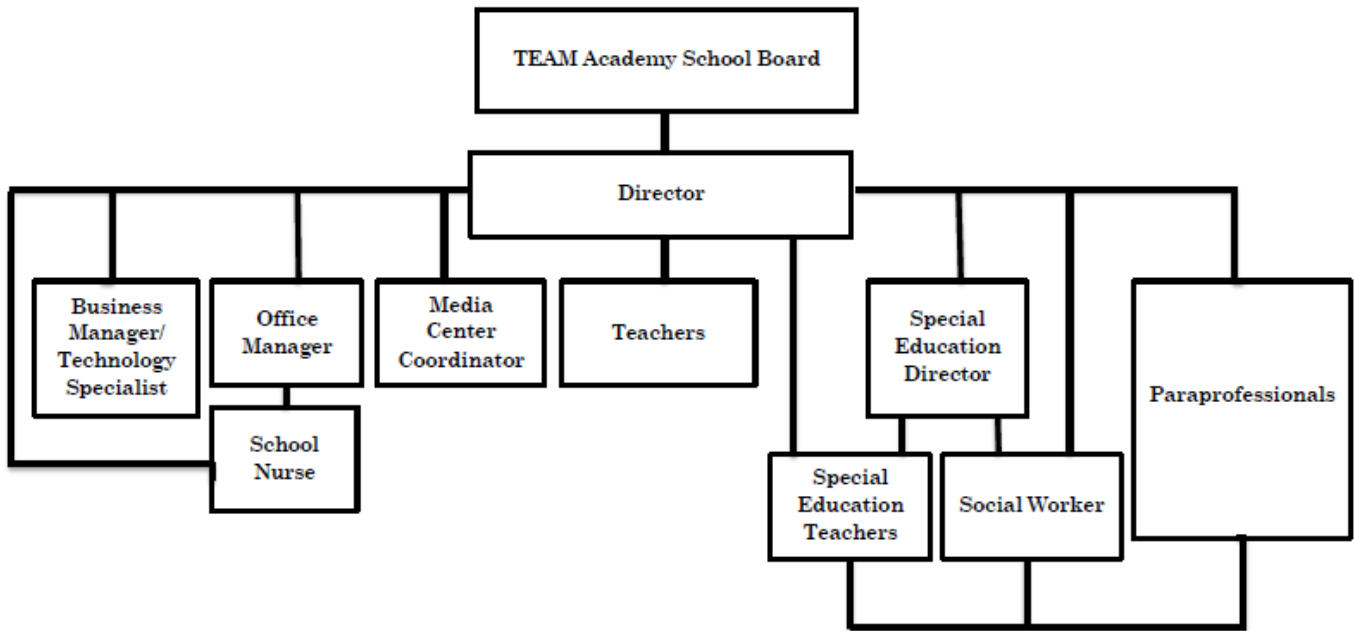 TEAM Academy School Board
Director
Business
Manager/
Technology
Specialist
Office
Manager
Media
Center
Coordinator
Teachers
Special
Education
Director
Paraprofessionals
School
Nurse
Special
Education
Teachers
Social Worker